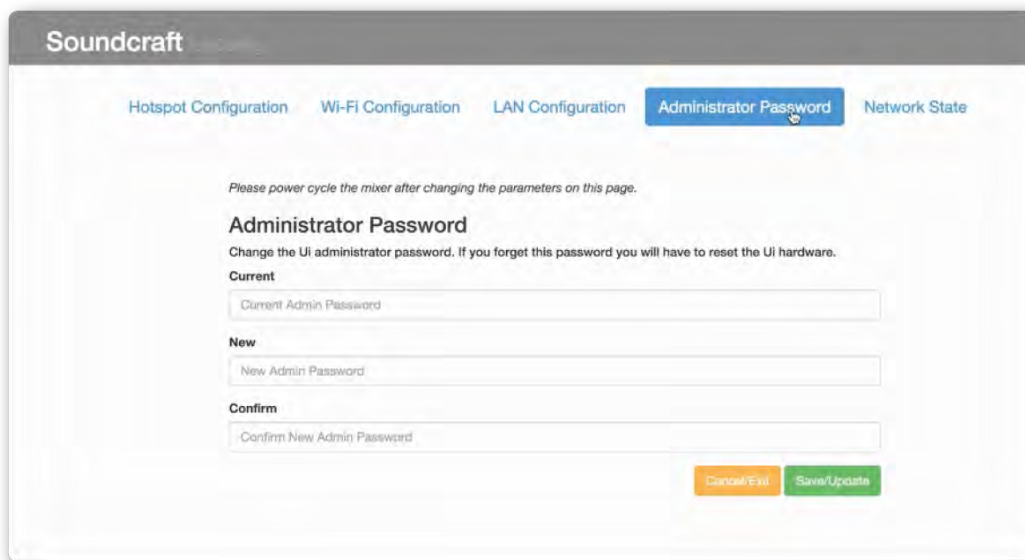 Soundcraft
Hotspot Configuration Wi-Fi Configuration LAN Configuration Administrator Password Network State
Please power cycle the mixer after changing the parameters on this page.
Administrator Password
Change the Ui administrator password. If you forget this password you will have to reset the Ui hardware.
Current
Current Admin Password
New
New Admin Password
Confirm
Confirm New Admin Password
Cancel/Exit Save/Update